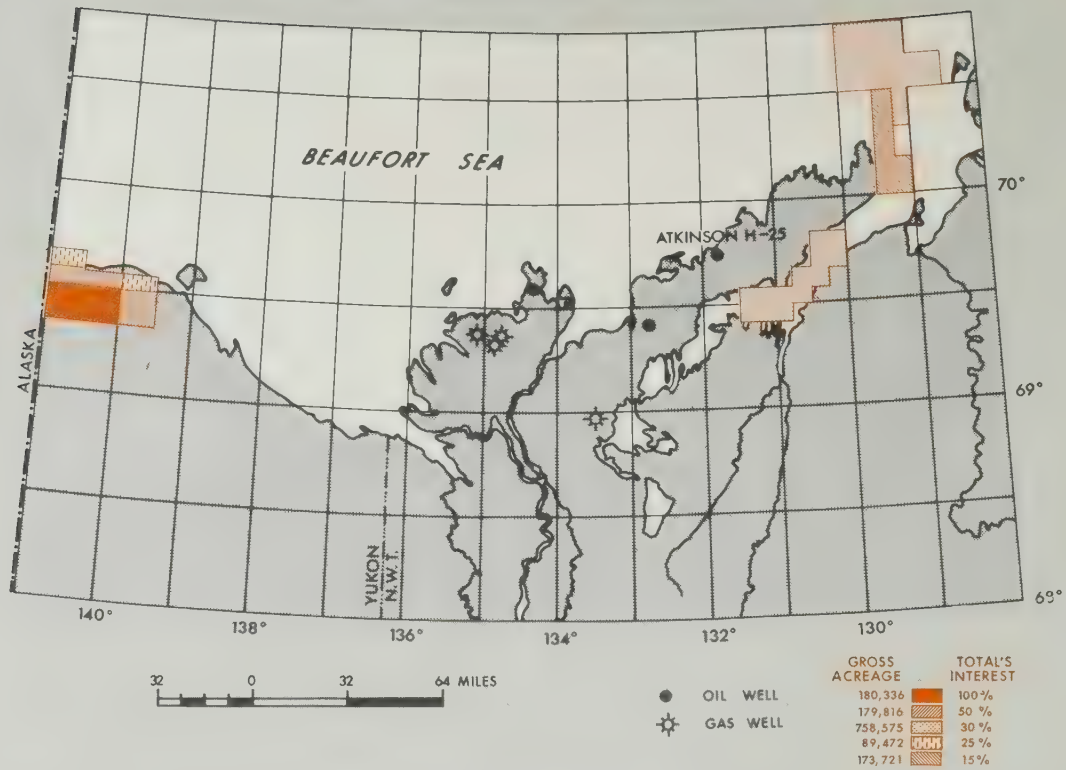 BEAUFORT SEA
70°
ATKINSON H-25
ALASKA
69°
YUKON
N.W.T.
68°
140°
138°
136°
134°
132°
130°
32 0 32 64 MILES
OIL WELL
GAS WELL
GROSS ACREAGE TOTAL'S INTEREST
180,336 100%
179,816 50 %
758,575 30 %
89,472 25 %
173,721 15%